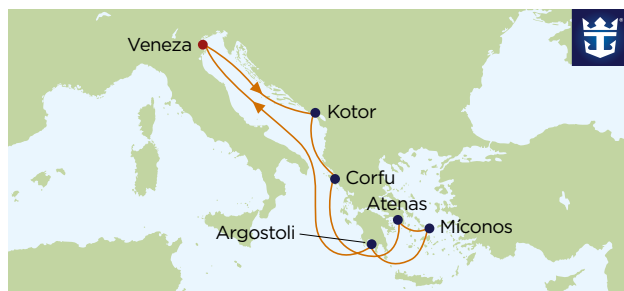 Veneza
Kotor
Corfu
Atenas
Míconos
Argostoli